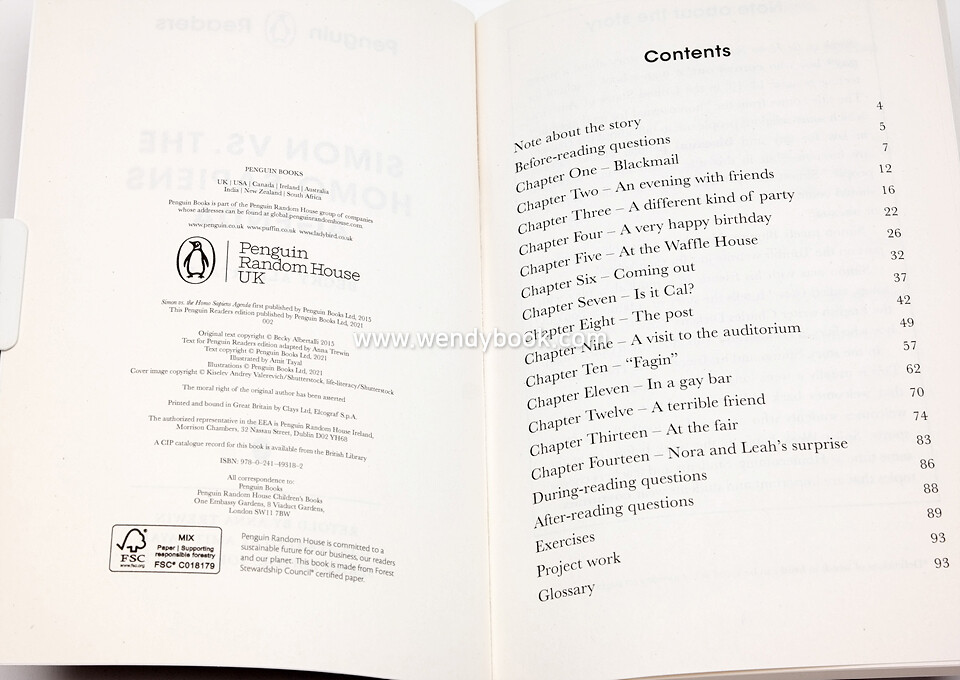 PENGUIN BOOKS
UK | USA | Canada | Ireland | Australia
India | New Zealand | South Africa
Penguin Books is part of the Penguin Random House group of companies
whose addresses can be found at global.penguinrandomhouse.com.
www.penguin.co.uk www.puffin.co.uk www.ladybird.co.uk
Penguin
Random House
UK
Simon vs. the Homo Sapiens Agenda first published by Penguin Books Ltd, 2015
This Penguin Readers edition published by Penguin Books Ltd, 2021
002
Original text copyright © Becky Albertalli 2015
Text for Penguin Readers edition adapted by Anna Trewin
Text copyright © Penguin Books Ltd, 2021
Illustrated by Amit Tayal
Illustrations © Penguin Books Ltd, 2021
Cover image copyright © Kiselev Andrey Valerevich/Shutterstock, life-literacy/Shutterstock
The moral right of the original author has been asserted
Printed and bound in Great Britain by Clays Ltd, Elcograf S.p.A.
The authorized representative in the EEA is Penguin Random House Ireland,
Morrison Chambers, 32 Nassau Street, Dublin D02 YH68
A CIP catalogue record for this book is available from the British Library
ISBN: 978-0-241-49318-2
All correspondence to:
Penguin Books
Penguin Random House Children's Books
One Embassy Gardens, 8 Viaduct Gardens,
London SW11 7BW
FSC
www.fsc.org
MIX
Paper | Supporting
responsible forestry
FSC® C018179
Penguin Random House is committed to a
sustainable future for our business, our readers
and our planet. This book is made from Forest
Stewardship Council® certified paper.
Contents
Note about the story 4
Before-reading questions 5
Chapter One – Blackmail 7
Chapter Two – An evening with friends 12
Chapter Three – A different kind of party 16
Chapter Four – A very happy birthday 22
Chapter Five – At the Waffle House 26
Chapter Six – Coming out 32
Chapter Seven – Is it Cal? 37
Chapter Eight – The post 42
Chapter Nine – A visit to the auditorium 49
Chapter Ten – “Fagin” 57
Chapter Eleven – In a gay bar 62
Chapter Twelve – A terrible friend 70
Chapter Thirteen – At the fair 74
Chapter Fourteen – Nora and Leah's surprise 83
During-reading questions 86
After-reading questions 88
Exercises 89
Project work 93
Glossary 93
www.wendybook.com